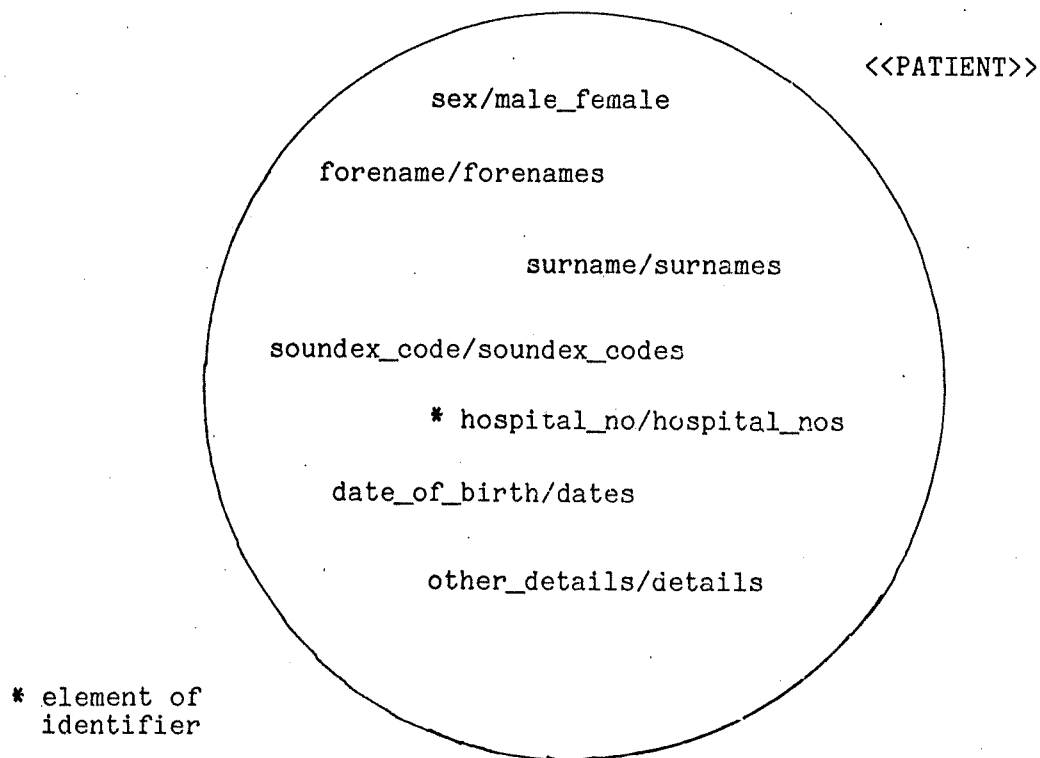 <<PATIENT>>
sex/male_female
forename/forenames
surname/surnames
soundex_code/soundex_codes
* hospital_no/hospital_nos
date_of_birth/dates
other_details/details
* element of
identifier